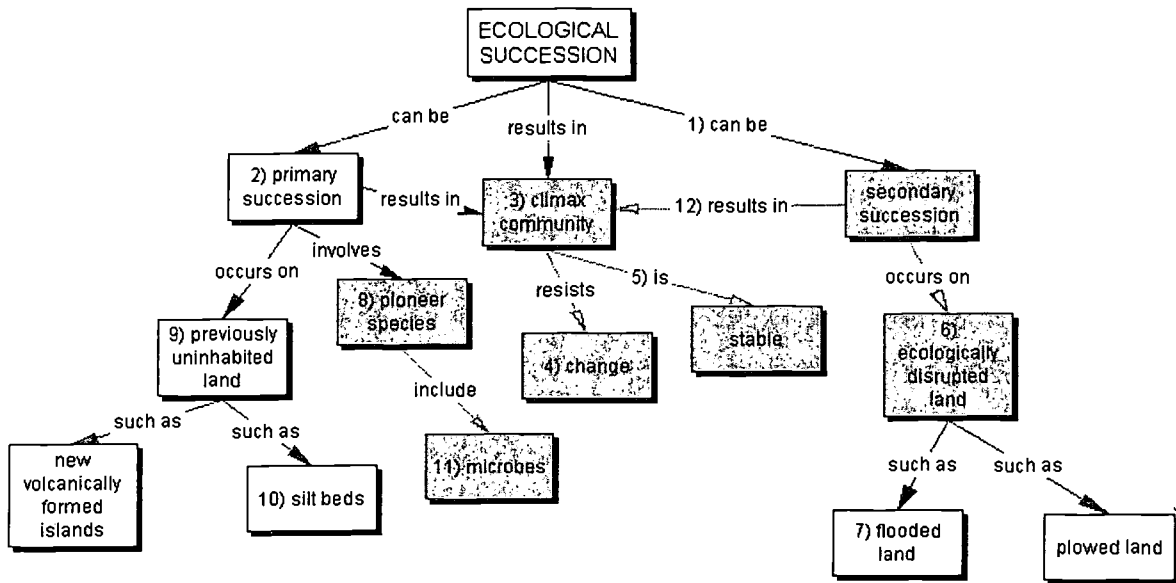 ECOLOGICAL
SUCCESSION
can be
results in
1) can be
2) primary
succession
results in
3) climax
community
12) results in
secondary
succession
occurs on
involves
8) pioneer
species
resists
5) is
occurs on
9) previously
uninhabited
land
4) change
stable
6)
ecologically
disrupted
land
include
such as
such as
new
volcanically
formed
islands
10) silt beds
11) microbes
such as
such as
7) flooded
land
plowed land